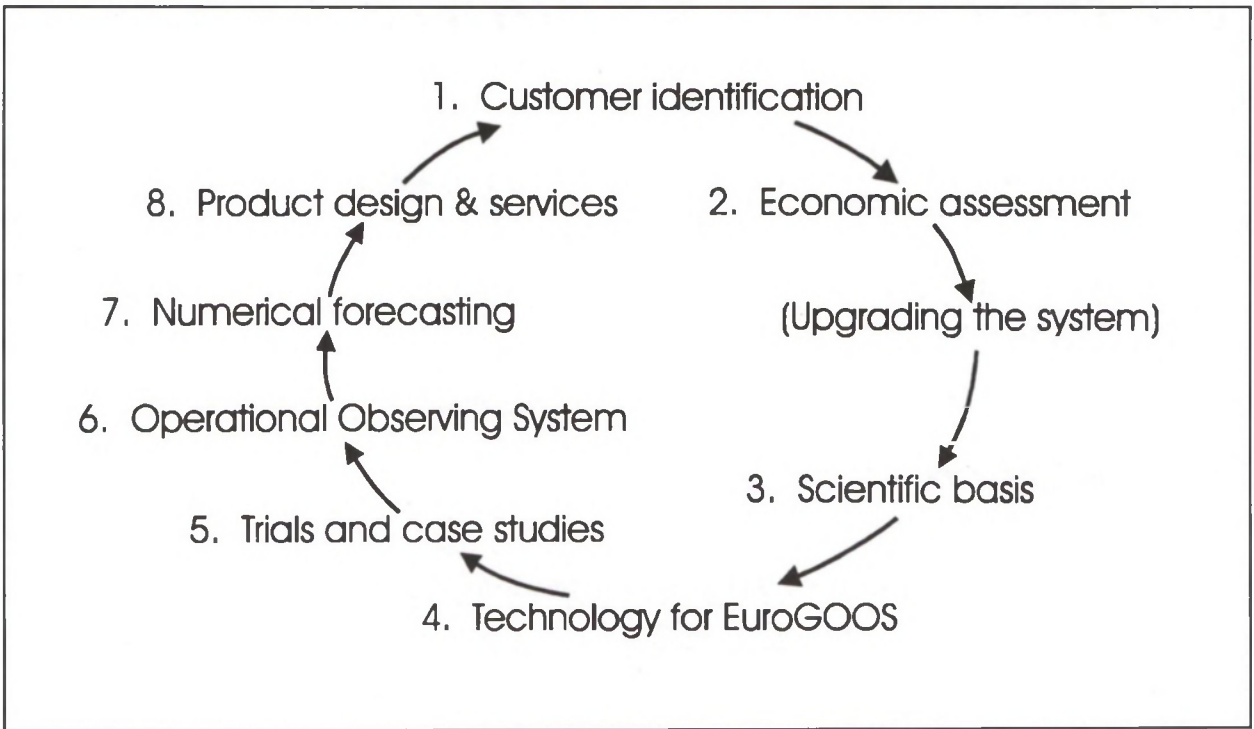 1. Customer identification
2. Economic assessment
(Upgrading the system)
3. Scientific basis
4. Technology for EuroGOOS
5. Trials and case studies
6. Operational Observing System
7. Numerical forecasting
8. Product design & services